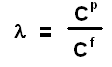 λ = C^p / C^f